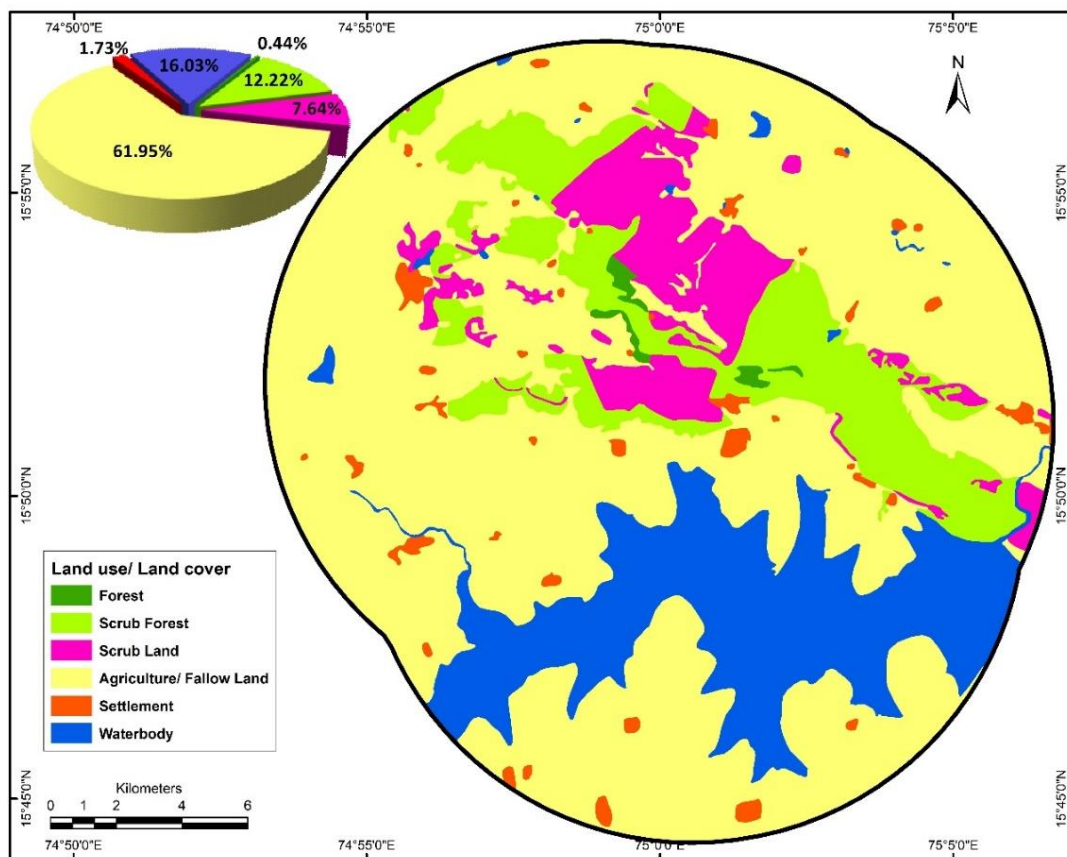 74°50'0"E 74°55'0"E 75°0'0"E 75°5'0"E
1.73% 16.03% 0.44%
12.22%
7.64%
61.95%
N
15°55'0"N 15°55'0"N
15°50'0"N 15°50'0"N
Land use/ Land cover
Forest
Scrub Forest
Scrub Land
Agriculture/ Fallow Land
Settlement
Waterbody
Kilometers
0 1 2 4 6
15°45'0"N 15°45'0"N
74°50'0"E 74°55'0"E 75°0'0"E 75°5'0"E